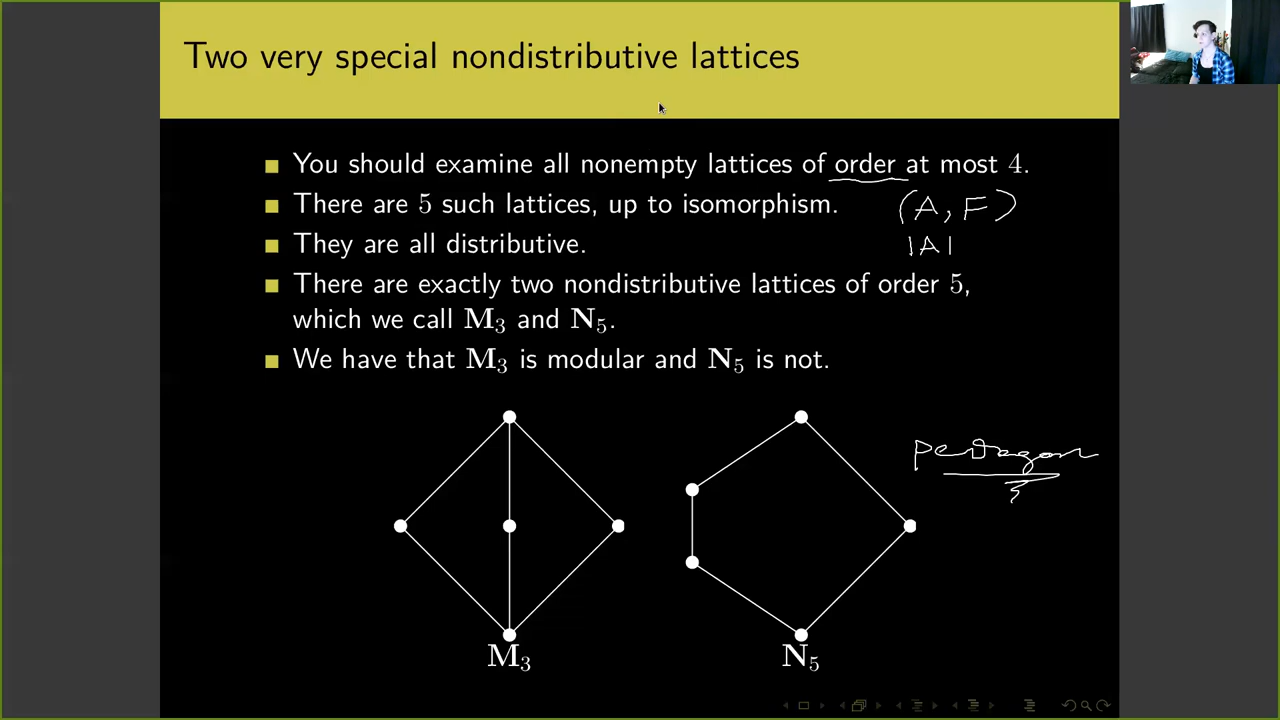 Two very special nondistributive lattices
You should examine all nonempty lattices of order at most 4.
There are 5 such lattices, up to isomorphism.
(A, F)
They are all distributive.
|A|
There are exactly two nondistributive lattices of order 5,
which we call M₃ and N₅.
We have that M₃ is modular and N₅ is not.
pentagon
M₃
N₅